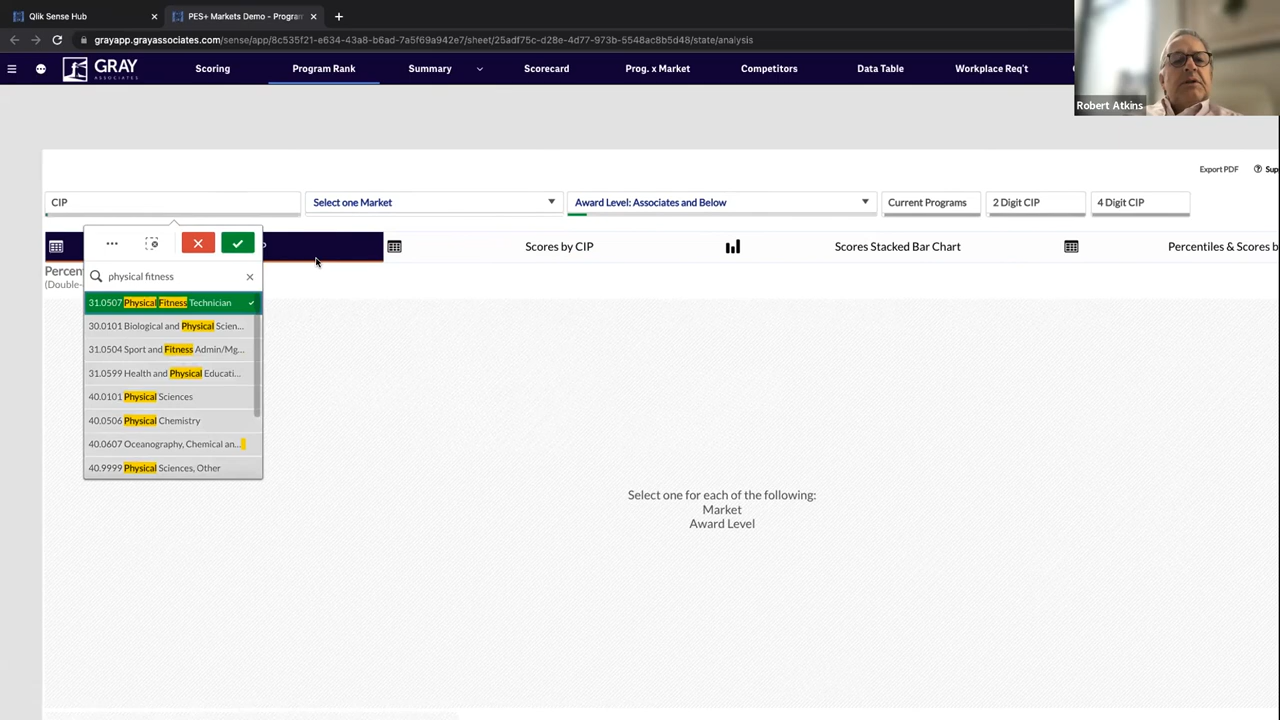 Qlik Sense Hub
PES+ Markets Demo - Program
grayapp.grayassociates.com/sense/app/8c535f21-e634-43a8-b6ad-7a5f69a942e7/sheet/25adf75c-d28e-4d77-973b-5548ac8b5d48/state/analysis
GRAY
ASSOCIATES
Scoring
Program Rank
Summary
Scorecard
Prog. x Market
Competitors
Data Table
Workplace Req't
Robert Atkins
Export PDF
Sup
CIP
Select one Market
Award Level: Associates and Below
Current Programs
2 Digit CIP
4 Digit CIP
Scores by CIP
Scores Stacked Bar Chart
Percentiles & Scores b
Percen
(Double-
physical fitness
31.0507 Physical Fitness Technician
30.0101 Biological and Physical Scien...
31.0504 Sport and Fitness Admin/Mg...
31.0599 Health and Physical Educati...
40.0101 Physical Sciences
40.0506 Physical Chemistry
40.0607 Oceanography, Chemical an...
40.9999 Physical Sciences, Other
Select one for each of the following:
Market
Award Level